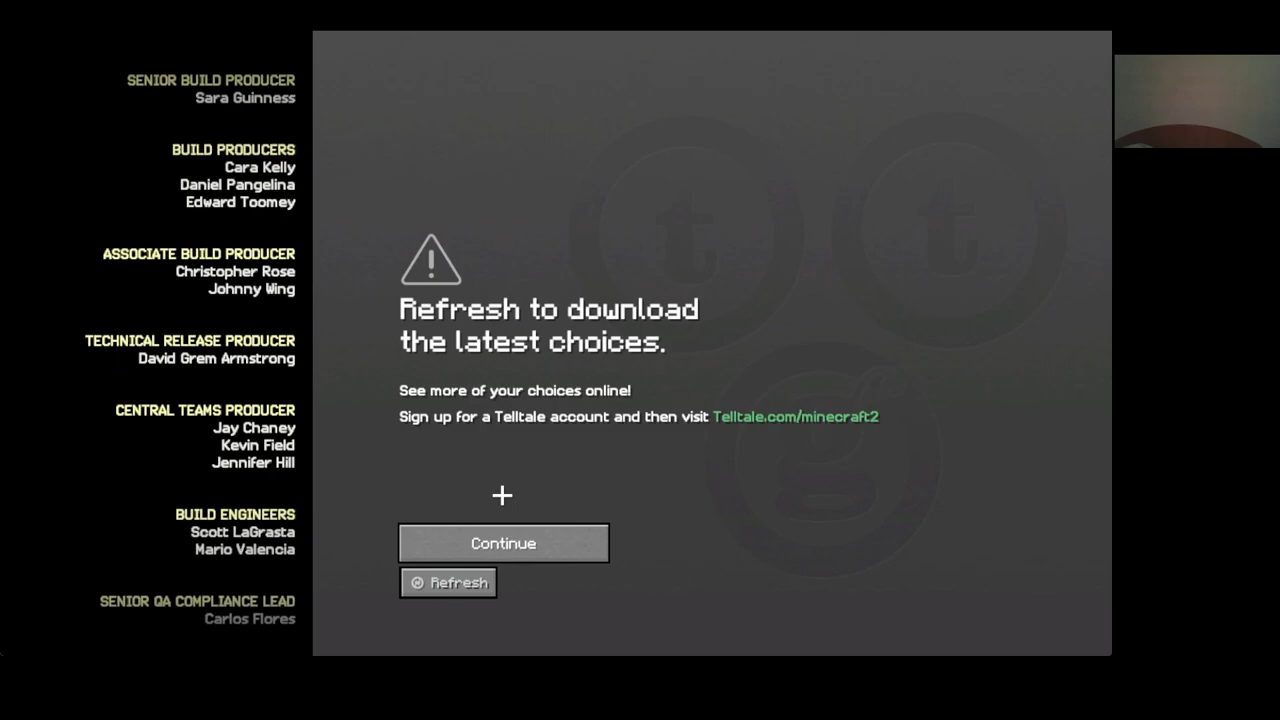 SENIOR BUILD PRODUCER
Sara Guinness
BUILD PRODUCERS
Cara Kelly
Daniel Pangelina
Edward Toomey
ASSOCIATE BUILD PRODUCER
Christopher Rose
Johnny Wing
TECHNICAL RELEASE PRODUCER
David Grem Armstrong
CENTRAL TEAMS PRODUCER
Jay Chaney
Kevin Field
Jennifer Hill
BUILD ENGINEERS
Scott LaGrasta
Mario Valencia
SENIOR QA COMPLIANCE LEAD
Carlos Flores
t t
g
Refresh to download
the latest choices.
See more of your choices online!
Sign up for a Telltale account and then visit Telltale.com/minecraft2
Continue
Refresh